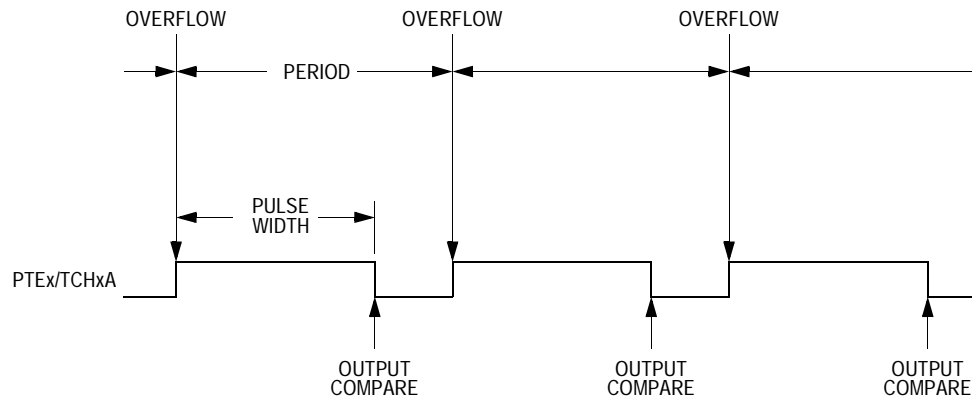 OVERFLOW
OVERFLOW
OVERFLOW
PERIOD
PULSE
WIDTH
PTEx/TCHxA
OUTPUT
COMPARE
OUTPUT
COMPARE
OUTPUT
COMPARE